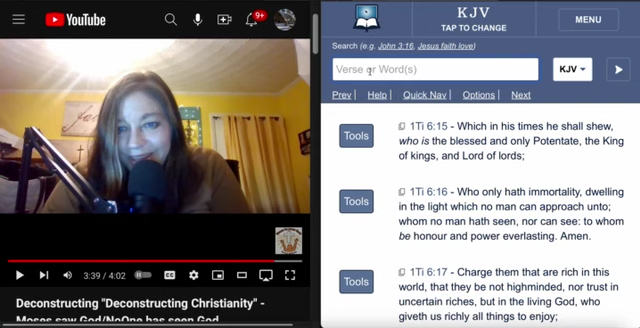 YouTube
9+
3:39 / 4:02
CC
Deconstructing "Deconstructing Christianity" -
Moses saw God/NoOne has seen God
KJV
TAP TO CHANGE
MENU
Search (e.g. John 3:16, Jesus faith love)
Verse or Word(s)
KJV
Prev | Help | Quick Nav | Options | Next
Tools
1Ti 6:15 - Which in his times he shall shew,
who is the blessed and only Potentate, the King
of kings, and Lord of lords;
Tools
1Ti 6:16 - Who only hath immortality, dwelling
in the light which no man can approach unto;
whom no man hath seen, nor can see: to whom
be honour and power everlasting. Amen.
Tools
1Ti 6:17 - Charge them that are rich in this
world, that they be not highminded, nor trust in
uncertain riches, but in the living God, who
giveth us richly all things to enjoy;